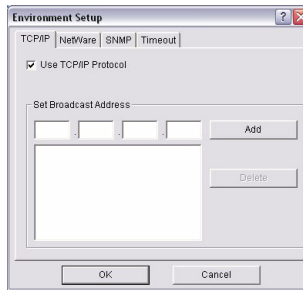 Environment Setup
TCP/IP NetWare SNMP Timeout
Use TCP/IP Protocol
Set Broadcast Address
. . .
Add
Delete
OK Cancel